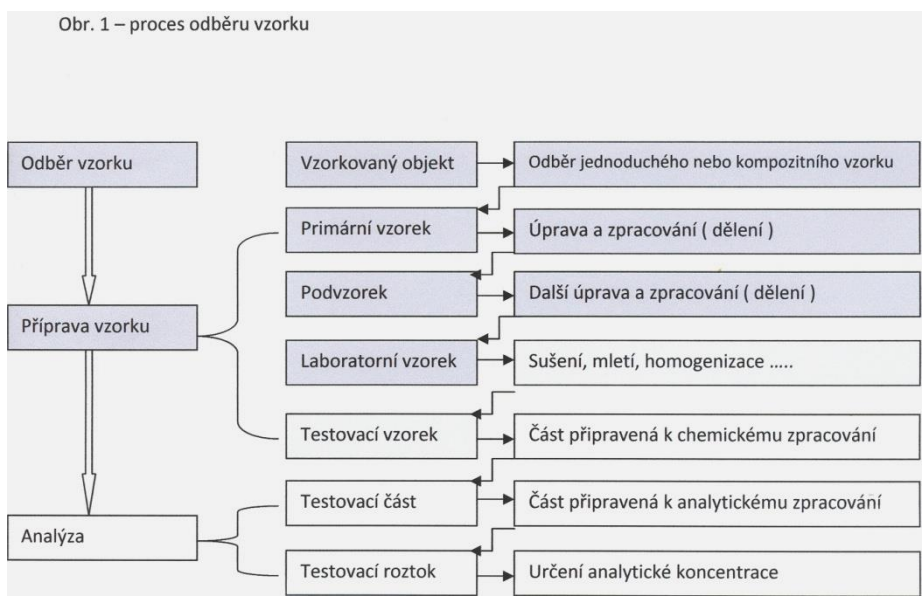 Obr. 1 – proces odběru vzorku
Odběr vzorku
Vzorkovaný objekt
Odběr jednoduchého nebo kompozitního vzorku
Primární vzorek
Úprava a zpracování ( dělení )
Podvzorek
Další úprava a zpracování ( dělení )
Příprava vzorku
Laboratorní vzorek
Sušení, mletí, homogenizace .....
Testovací vzorek
Část připravená k chemickému zpracování
Testovací část
Část připravená k analytickému zpracování
Analýza
Testovací roztok
Určení analytické koncentrace